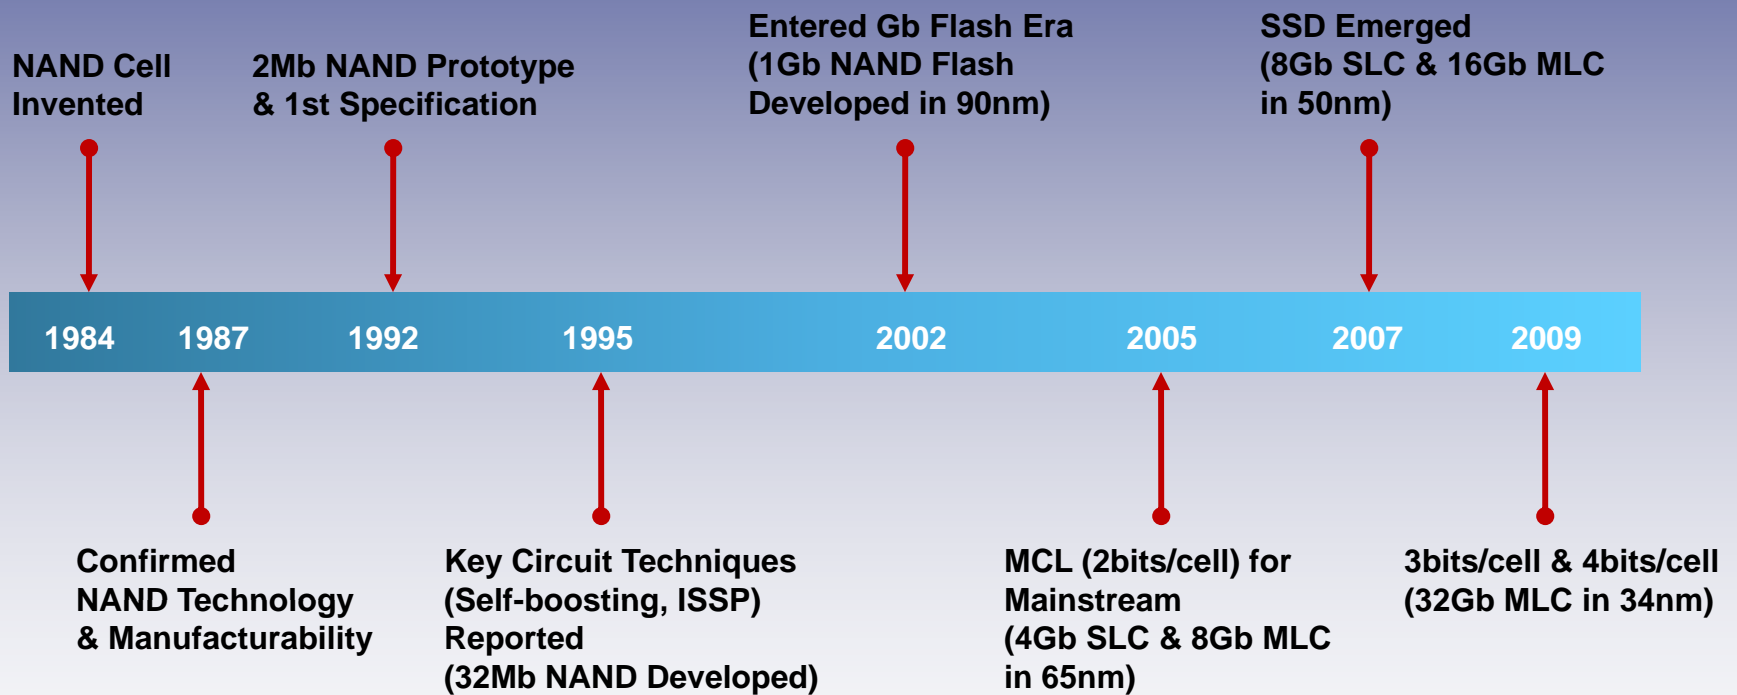 NAND Cell
Invented
2Mb NAND Prototype
& 1st Specification
Entered Gb Flash Era
(1Gb NAND Flash
Developed in 90nm)
SSD Emerged
(8Gb SLC & 16Gb MLC
in 50nm)
1984 1987 1992 1995 2002 2005 2007 2009
Confirmed
NAND Technology
& Manufacturability
Key Circuit Techniques
(Self-boosting, ISSP)
Reported
(32Mb NAND Developed)
MCL (2bits/cell) for
Mainstream
(4Gb SLC & 8Gb MLC
in 65nm)
3bits/cell & 4bits/cell
(32Gb MLC in 34nm)